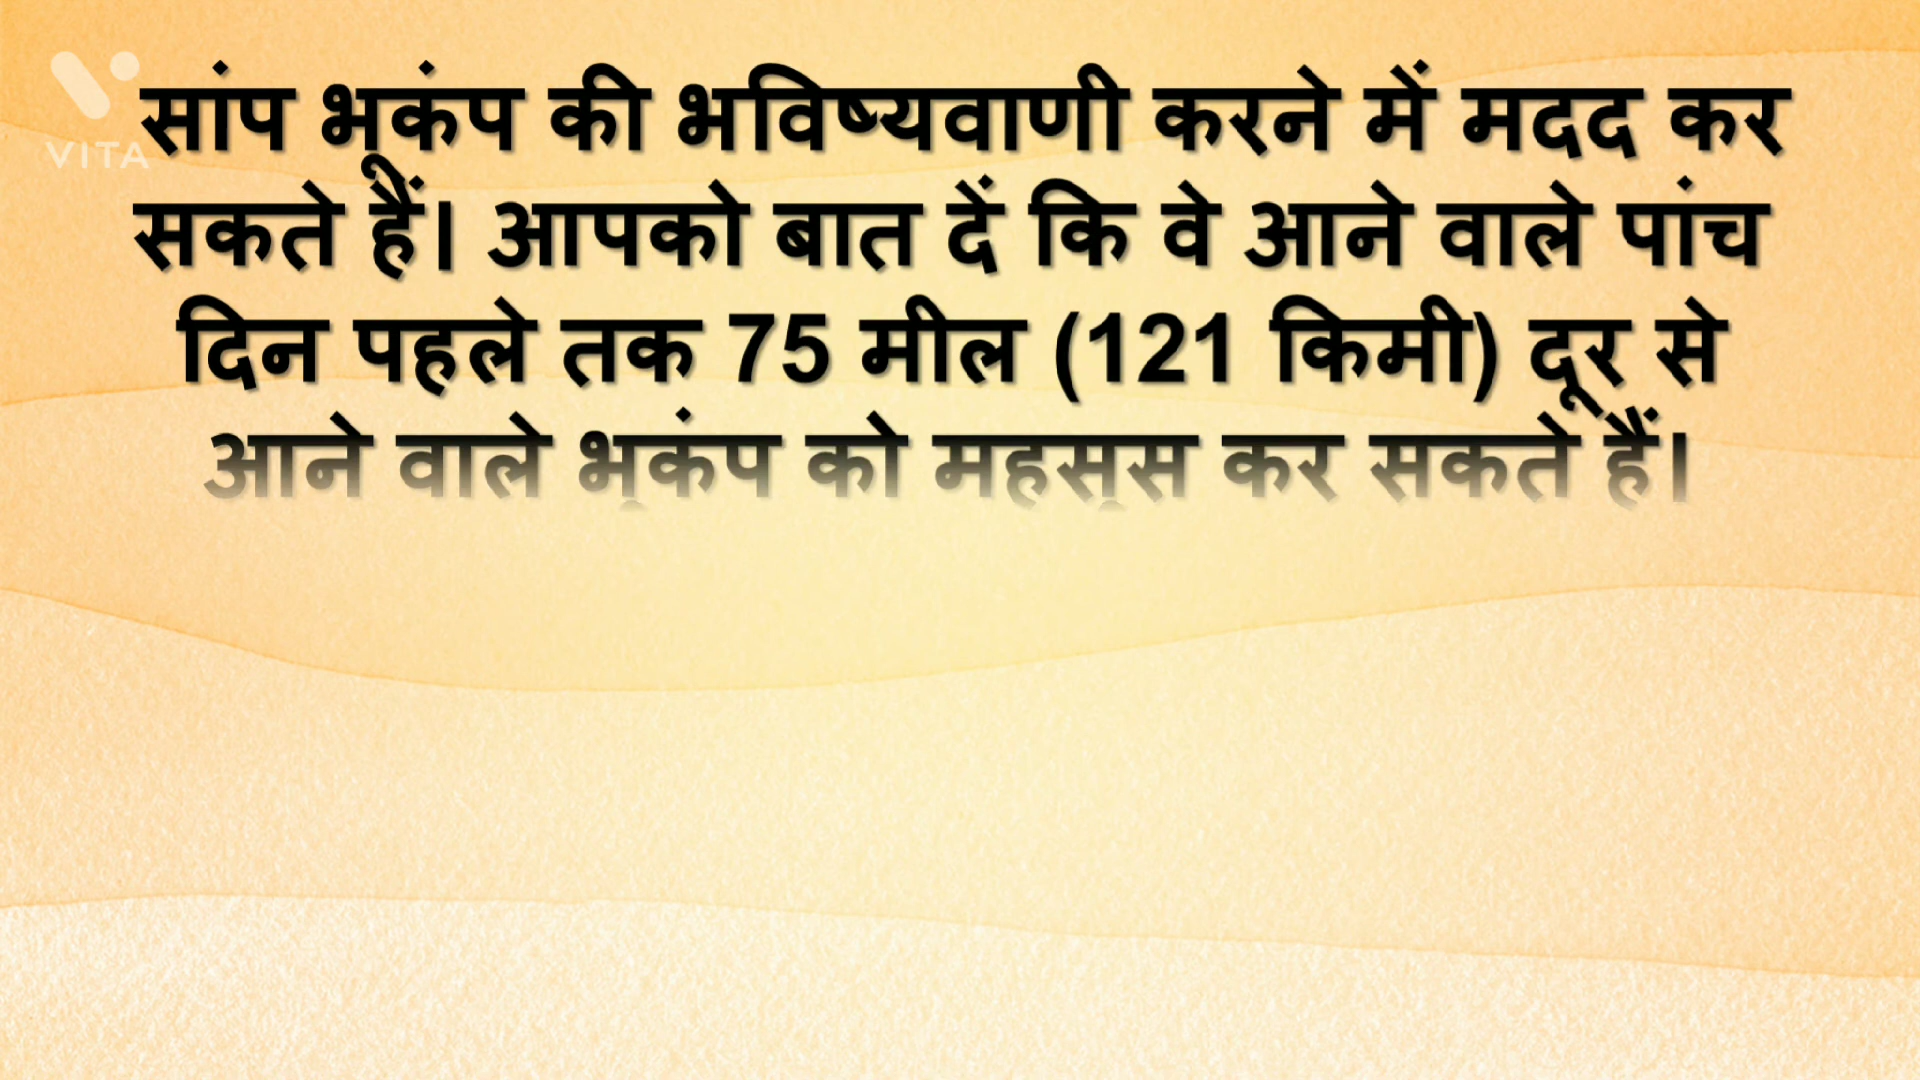 VITA
सांप भूकंप की भविष्यवाणी करने में मदद कर
सकते हैं। आपको बात दें कि वे आने वाले पांच
दिन पहले तक 75 मील (121 किमी) दूर से
आने वाले भूकंप को महसूस कर सकते हैं।